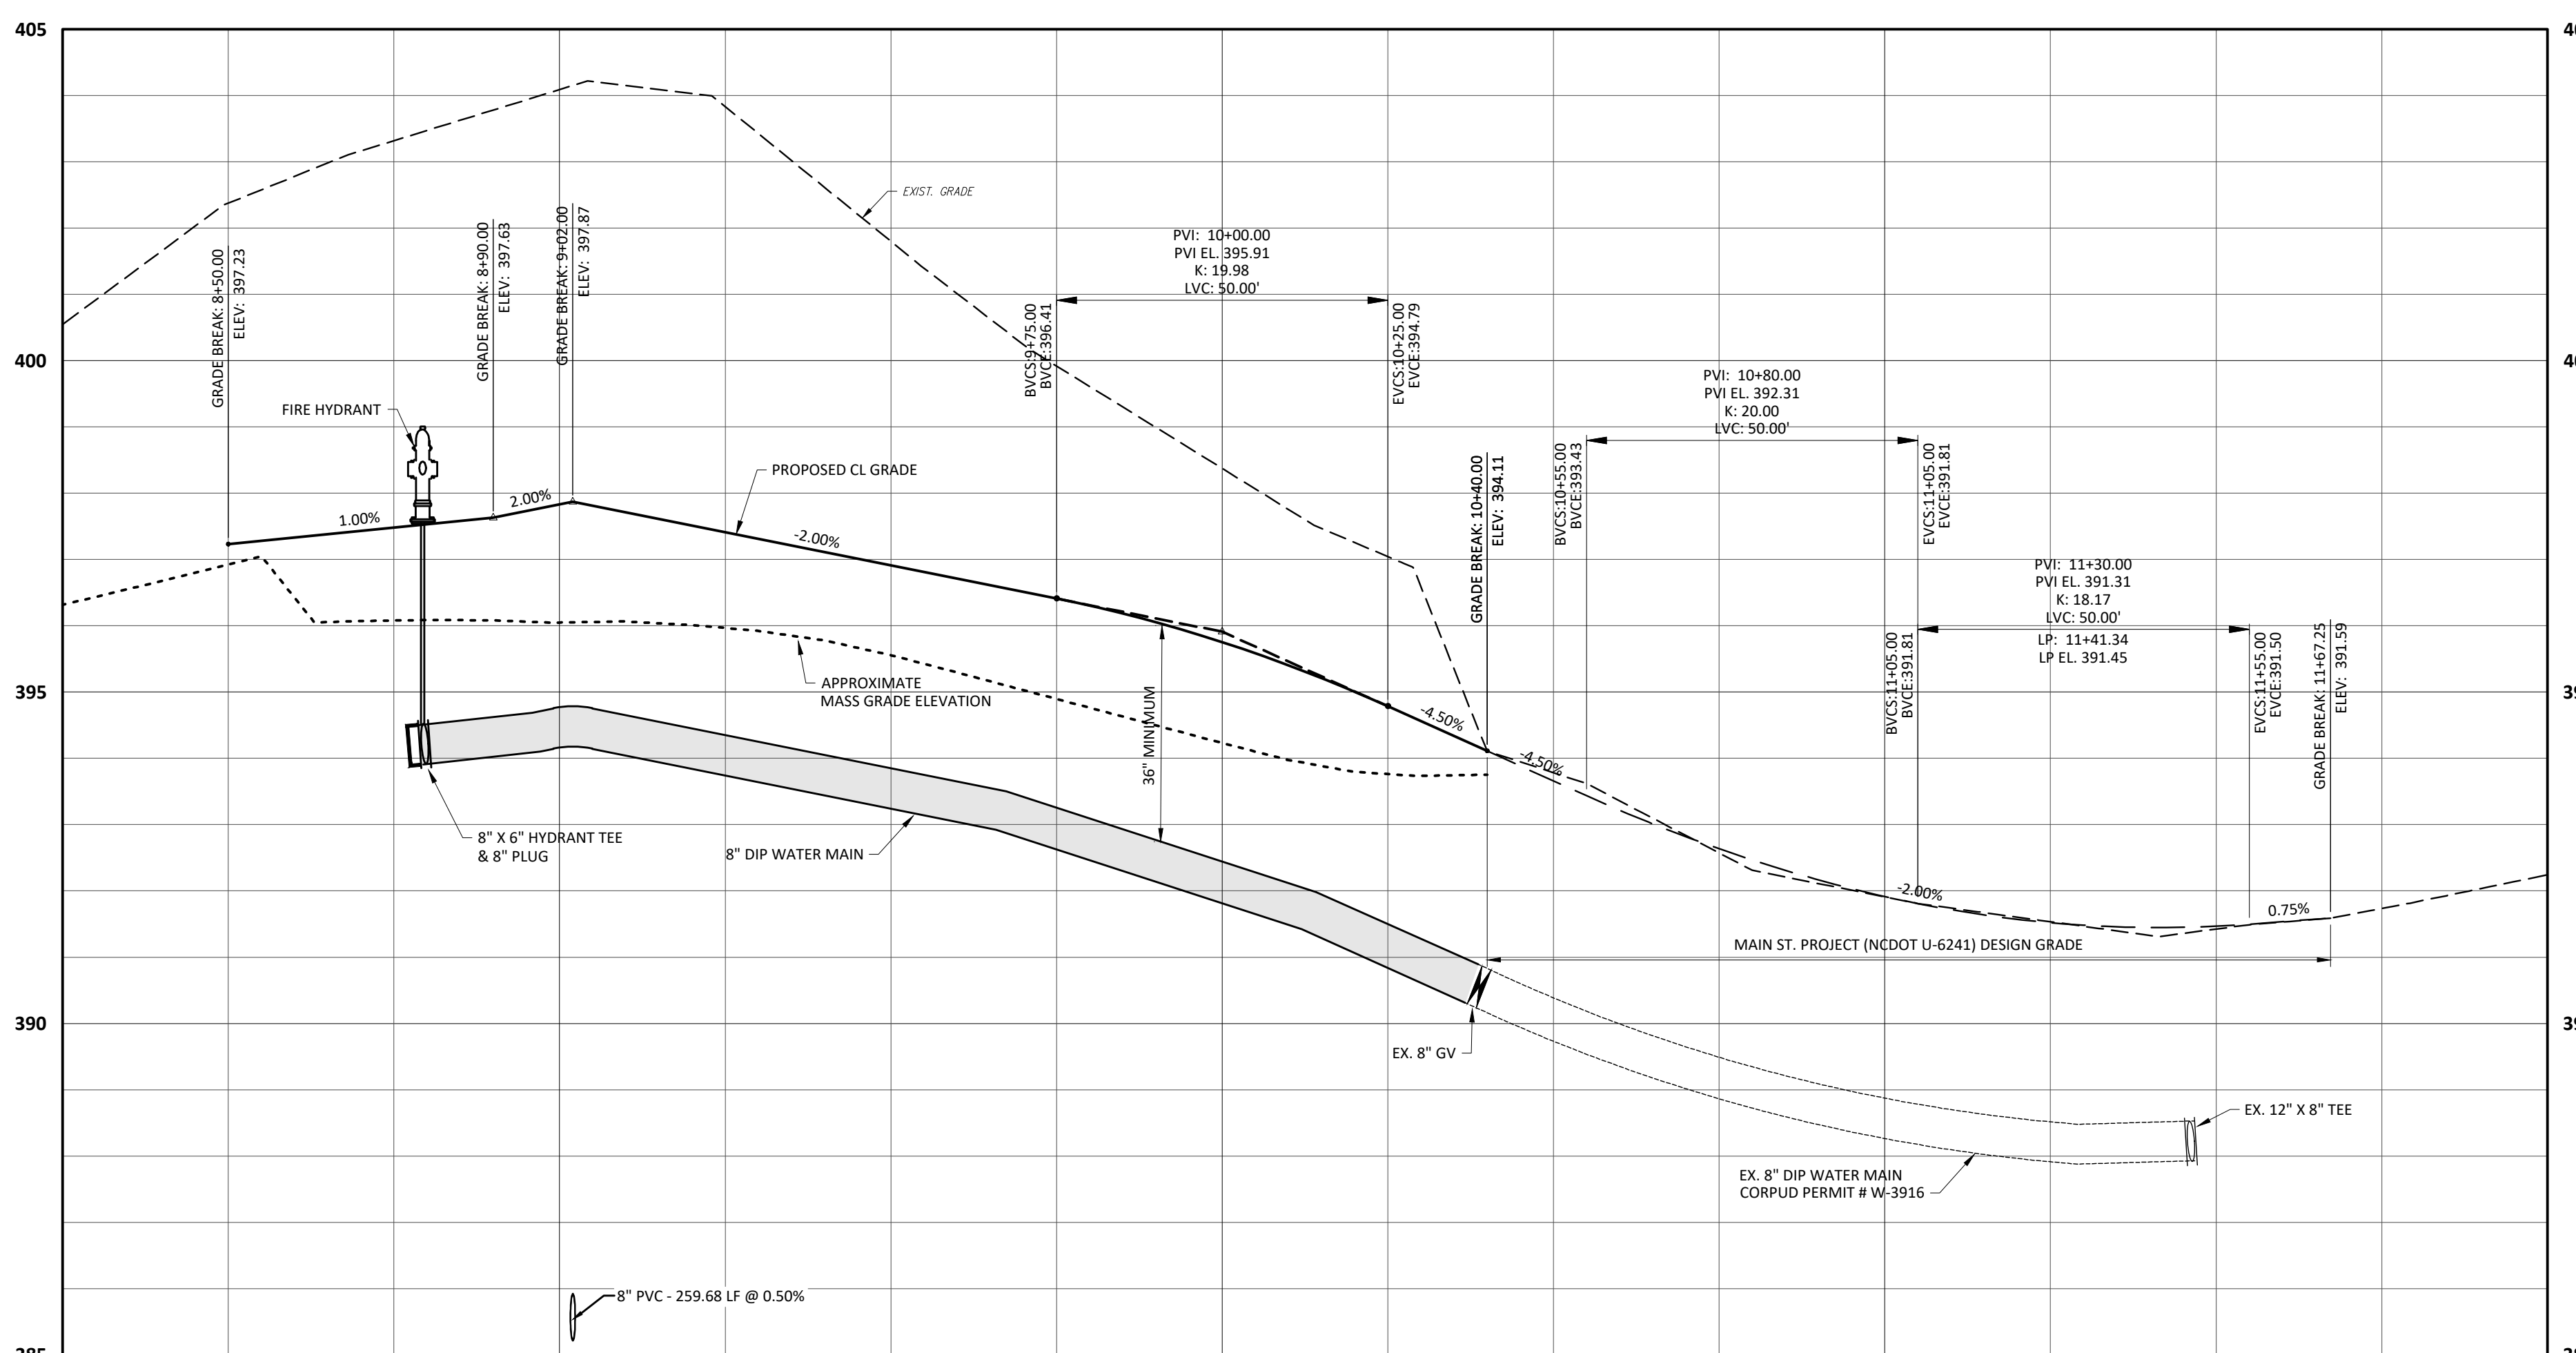 405
EXIST. GRADE
GRADE BREAK: 8+50.00
ELEV: 397.23
GRADE BREAK: 8+90.00
ELEV: 397.63
GRADE BREAK: 9+02.00
ELEV: 397.87
PVI: 10+00.00
PVI EL. 395.91
K: 19.98
LVC: 50.00'
BVCS:9+75.00
BVCE:396.41
EVCS:10+25.00
EVCE:394.79
400
PVI: 10+80.00
PVI EL. 392.31
K: 20.00
LVC: 50.00'
FIRE HYDRANT
GRADE BREAK: 10+40.00
ELEV: 394.11
BVCS:10+55.00
BVCE:393.43
EVCS:11+05.00
EVCE:391.81
PROPOSED CL GRADE
1.00%
2.00%
-2.00%
PVI: 11+30.00
PVI EL. 391.31
K: 18.17
LVC: 50.00'
LP: 11+41.34
LP EL. 391.45
BVCS:11+05.00
BVCE:391.81
EVCS:11+55.00
EVCE:391.50
GRADE BREAK: 11+67.25
ELEV: 391.59
395
APPROXIMATE
MASS GRADE ELEVATION
36" MINIMUM
-4.50%
-4.50%
8" X 6" HYDRANT TEE
& 8" PLUG
8" DIP WATER MAIN
-2.00%
0.75%
MAIN ST. PROJECT (NCDOT U-6241) DESIGN GRADE
390
EX. 8" GV
EX. 12" X 8" TEE
EX. 8" DIP WATER MAIN
CORPUD PERMIT # W-3916
8" PVC - 259.68 LF @ 0.50%
385